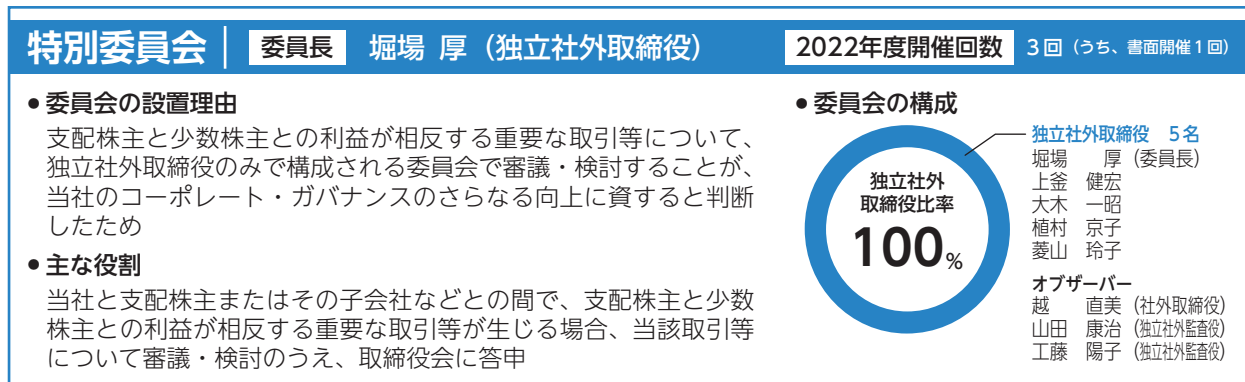 特別委員会 委員長 堀場 厚（独立社外取締役） 2022年度開催回数 3回（うち、書面開催1回）
●委員会の設置理由
支配株主と少数株主との利益が相反する重要な取引等について、
独立社外取締役のみで構成される委員会で審議・検討することが、
当社のコーポレート・ガバナンスのさらなる向上に資すると判断
したため
●主な役割
当社と支配株主またはその子会社などとの間で、支配株主と少数
株主との利益が相反する重要な取引等が生じる場合、当該取引等
について審議・検討のうえ、取締役会に答申
●委員会の構成
独立社外
取締役比率
100%
独立社外取締役 5名
堀場 厚（委員長）
上釜 健宏
大木 一昭
植村 京子
菱山 玲子
オブザーバー
越 直美（社外取締役）
山田 康治（独立社外監査役）
工藤 陽子（独立社外監査役）